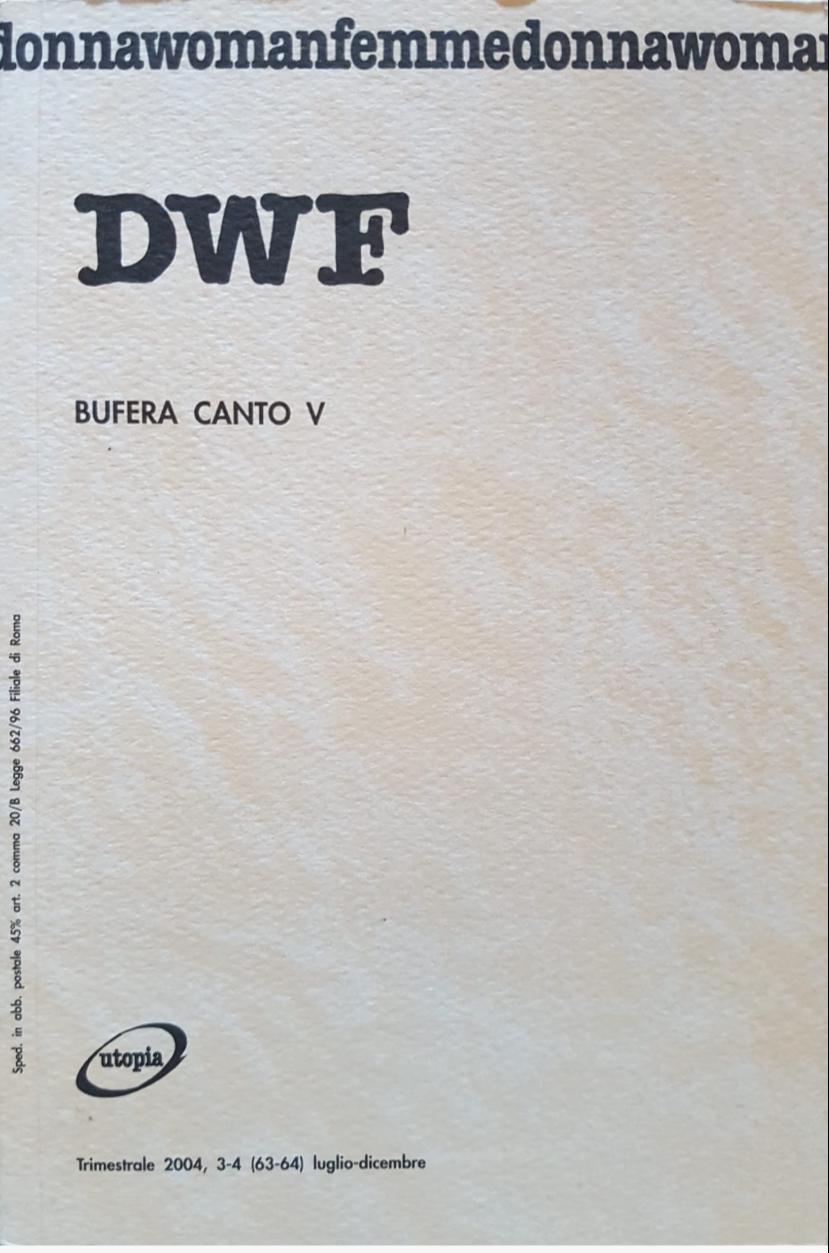 donnawomanfemmedonnawoma
DWF
BUFERA CANTO V
Sped. in abb. postale 45% art. 2 comma 20/B Legge 662/96 Filiale di Roma
utopia
Trimestrale 2004, 3-4 (63-64) luglio-dicembre